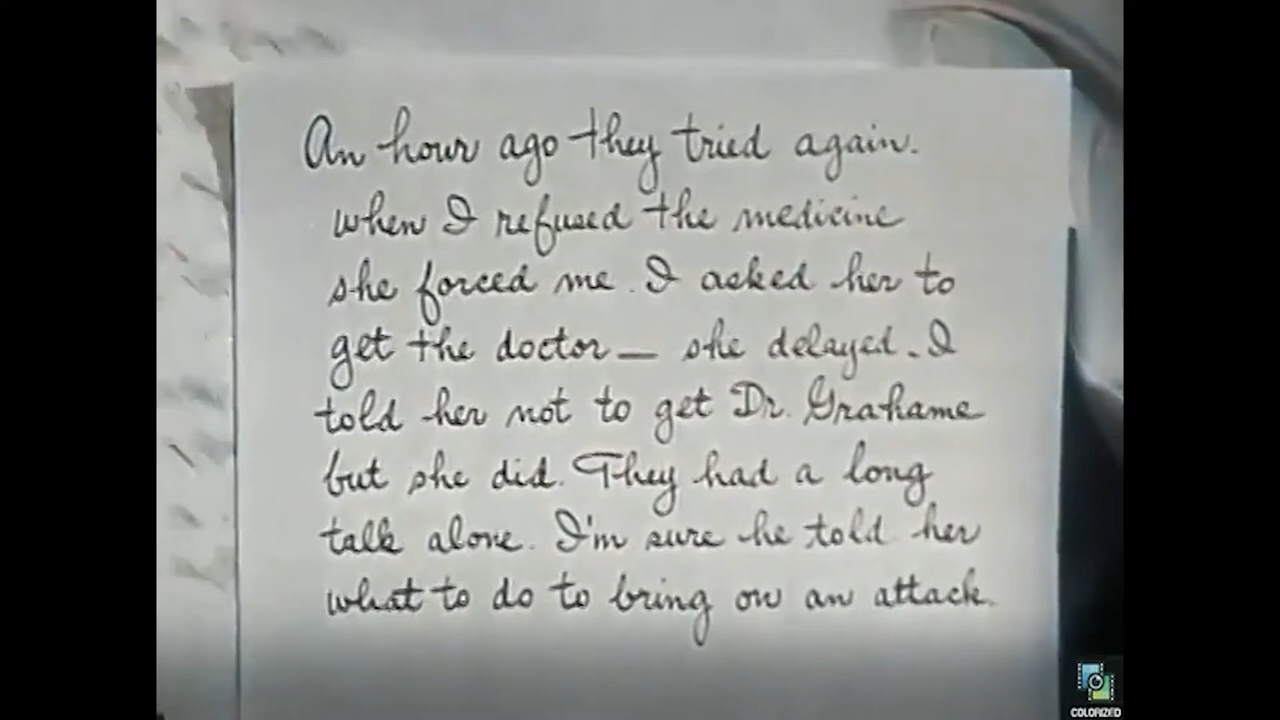 An hour ago they tried again.
when I refused the medicine
she forced me. I asked her to
get the doctor — she delayed. I
told her not to get Dr. Grahame
but she did. They had a long
talk alone. I'm sure he told her
what to do to bring on an attack.
COLORIZED